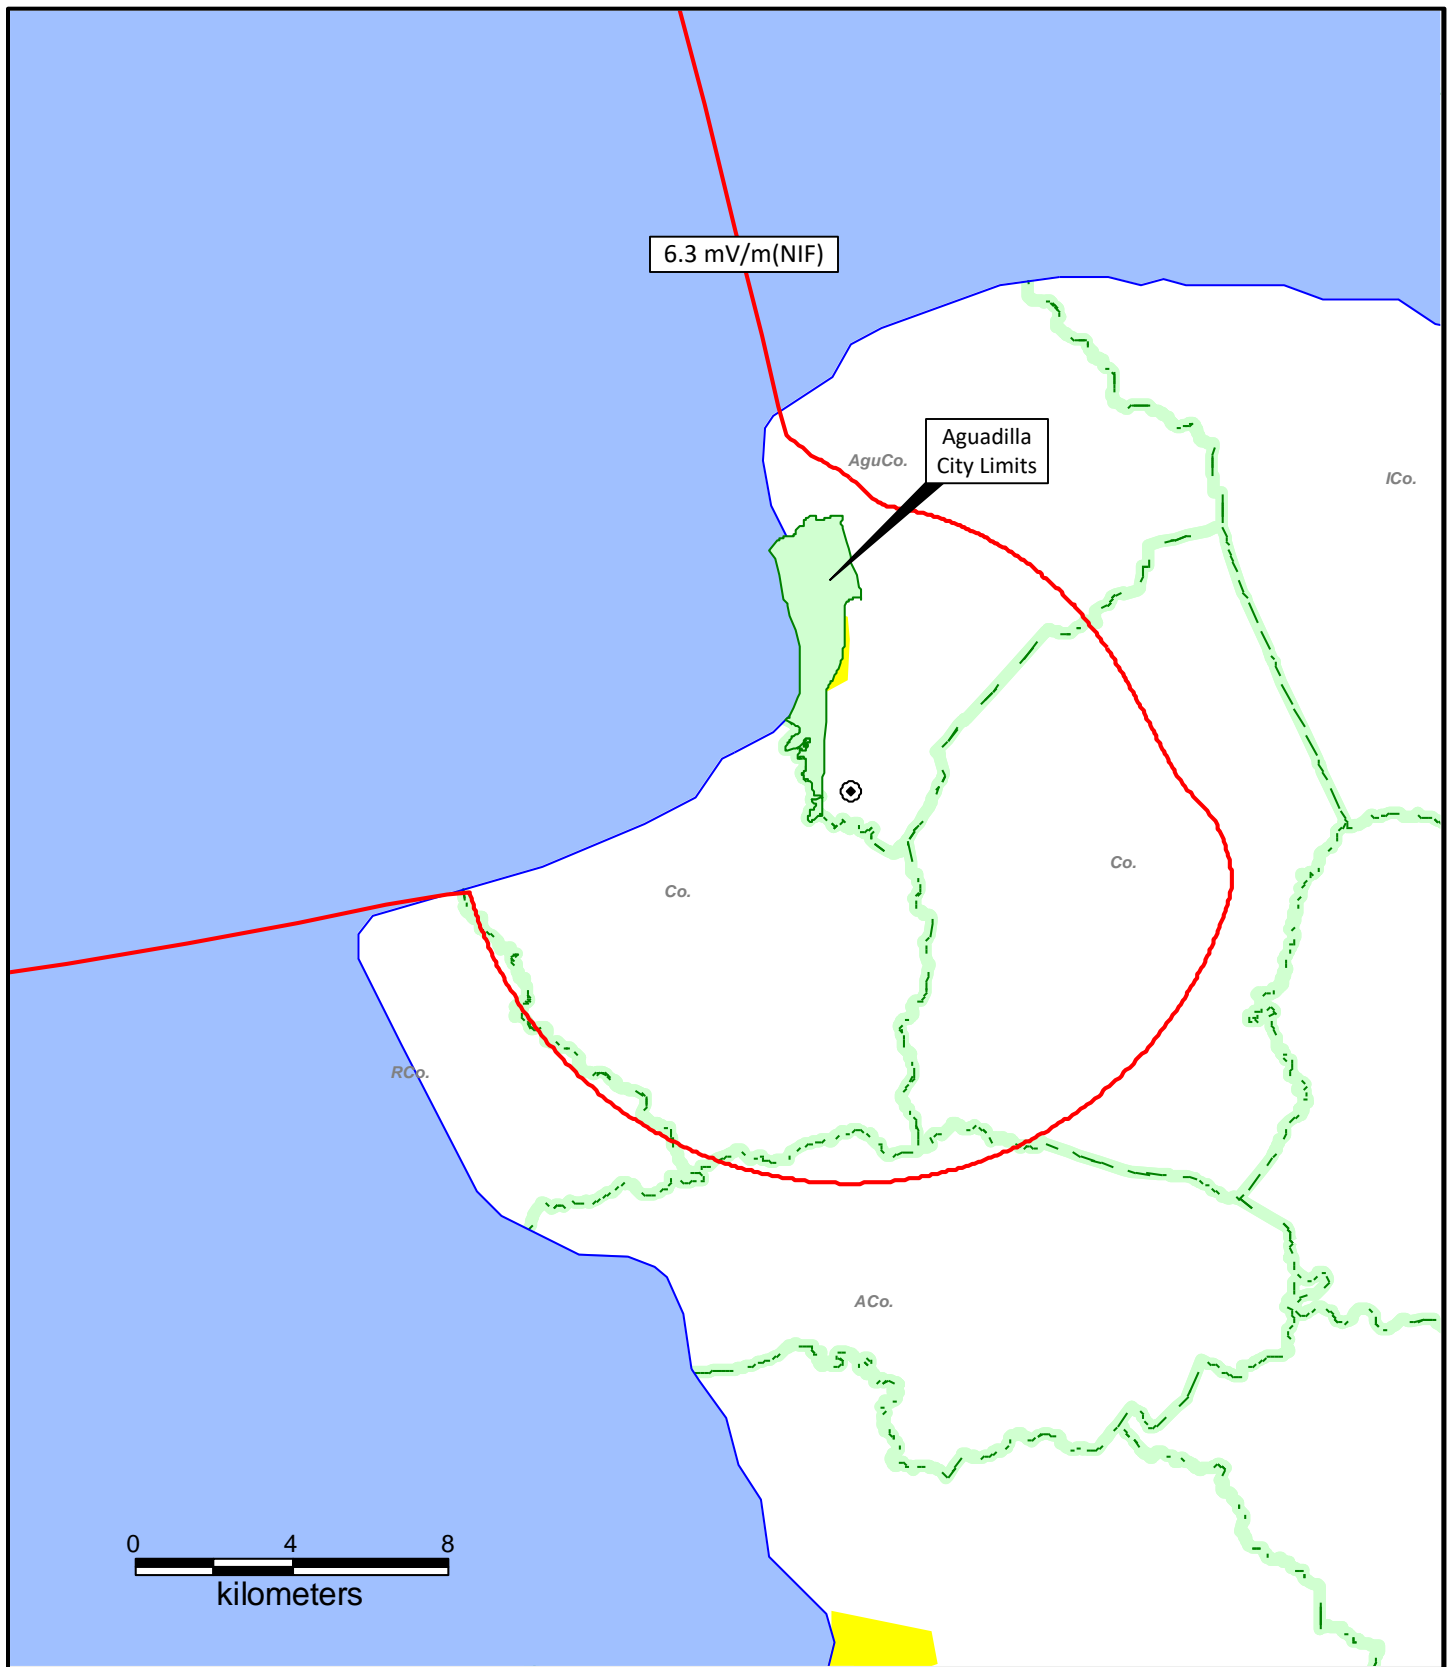 6.3 mV/m(NIF)
Aguadilla
City Limits
AguCo.
ICo.
Co.
Co.
RCo.
ACo.
0 4 8
kilometers